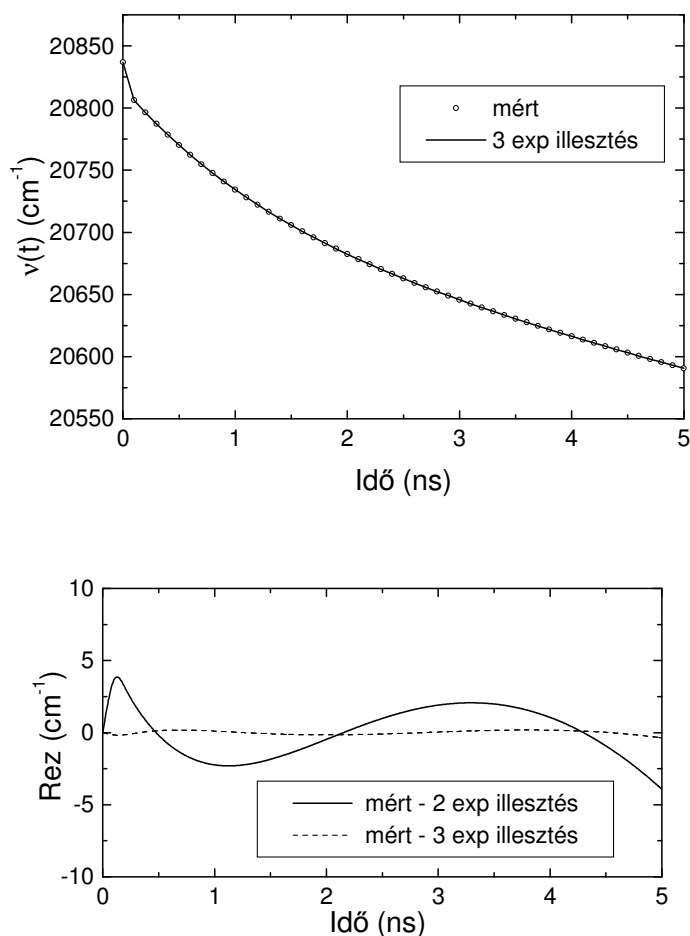 20850
20800
20750
20700
20650
20600
20550
ν(t) (cm⁻¹)
mért
3 exp illesztés
0 1 2 3 4 5
Idő (ns)
10
5
0
-5
-10
Rez (cm⁻¹)
mért - 2 exp illesztés
mért - 3 exp illesztés
0 1 2 3 4 5
Idő (ns)